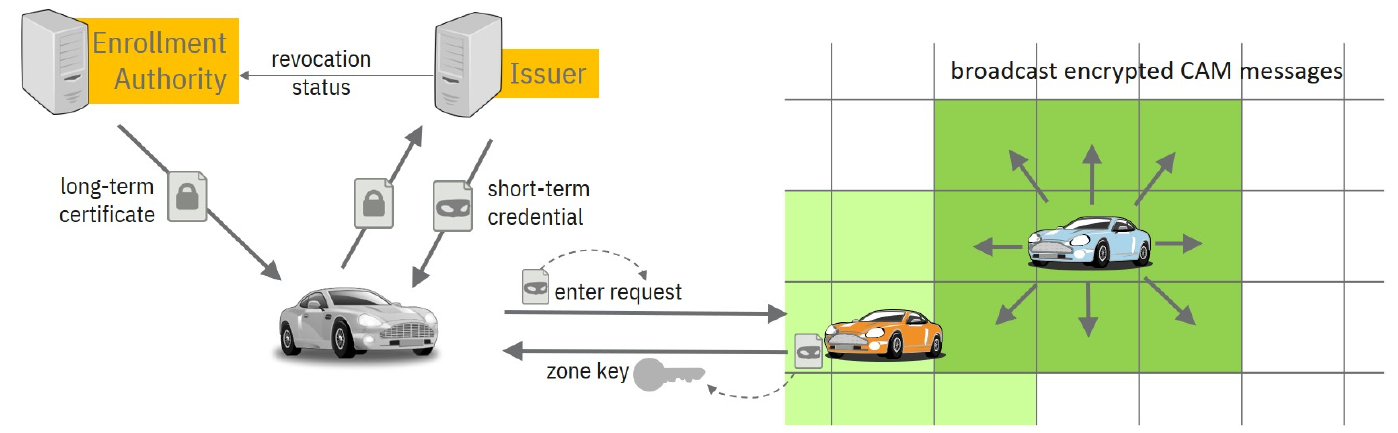 Enrollment
Authority
revocation
status
Issuer
broadcast encrypted CAM messages
long-term
certificate
short-term
credential
enter request
zone key